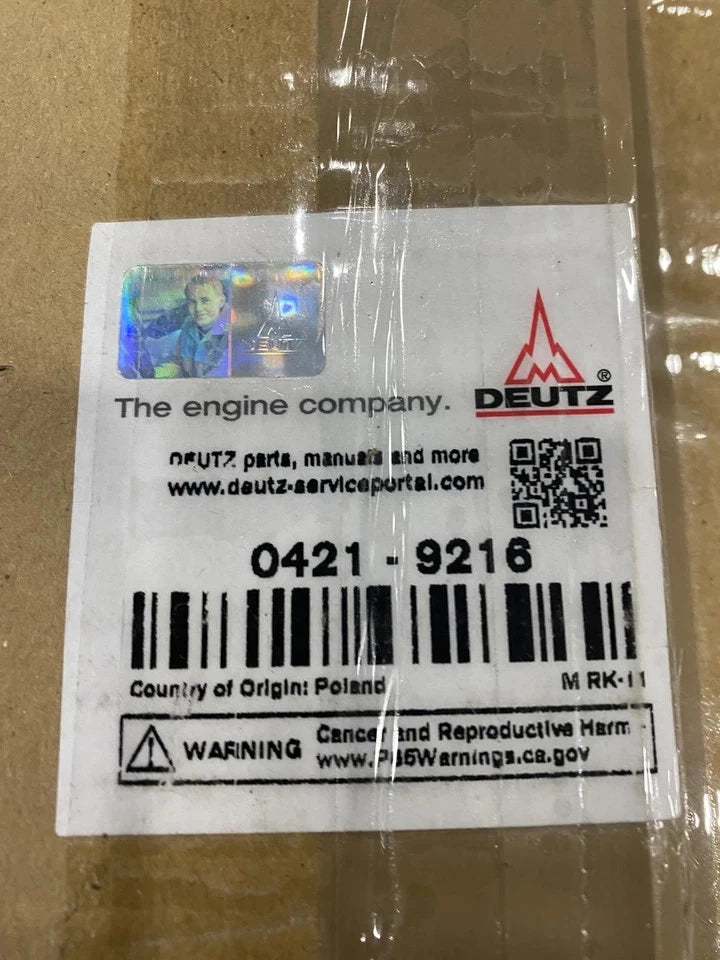 DEUTZ
The engine company.
DEUTZ®
DEUTZ parts, manuals and more
www.deutz-serviceportal.com
0421 - 9216
Country of Origin: Poland
WARNING
Cancer and Reproductive Harm -
www.P65Warnings.ca.gov